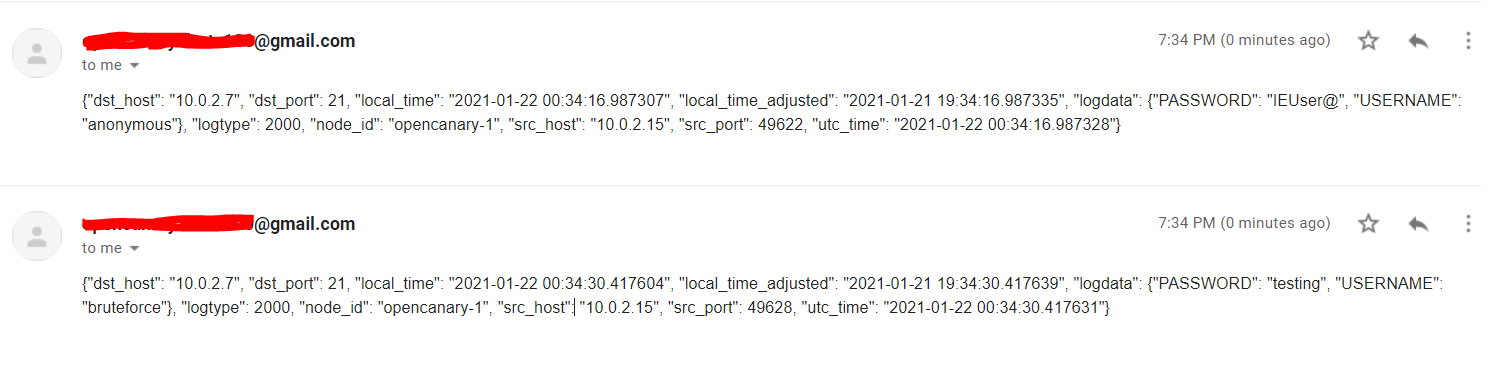 @gmail.com
7:34 PM (0 minutes ago)
to me
{"dst_host": "10.0.2.7", "dst_port": 21, "local_time": "2021-01-22 00:34:16.987307", "local_time_adjusted": "2021-01-21 19:34:16.987335", "logdata": {"PASSWORD": "IEUser@", "USERNAME":
"anonymous"}, "logtype": 2000, "node_id": "opencanary-1", "src_host": "10.0.2.15", "src_port": 49622, "utc_time": "2021-01-22 00:34:16.987328"}
@gmail.com
7:34 PM (0 minutes ago)
to me
{"dst_host": "10.0.2.7", "dst_port": 21, "local_time": "2021-01-22 00:34:30.417604", "local_time_adjusted": "2021-01-21 19:34:30.417639", "logdata": {"PASSWORD": "testing", "USERNAME":
"bruteforce"}, "logtype": 2000, "node_id": "opencanary-1", "src_host": "10.0.2.15", "src_port": 49628, "utc_time": "2021-01-22 00:34:30.417631"}